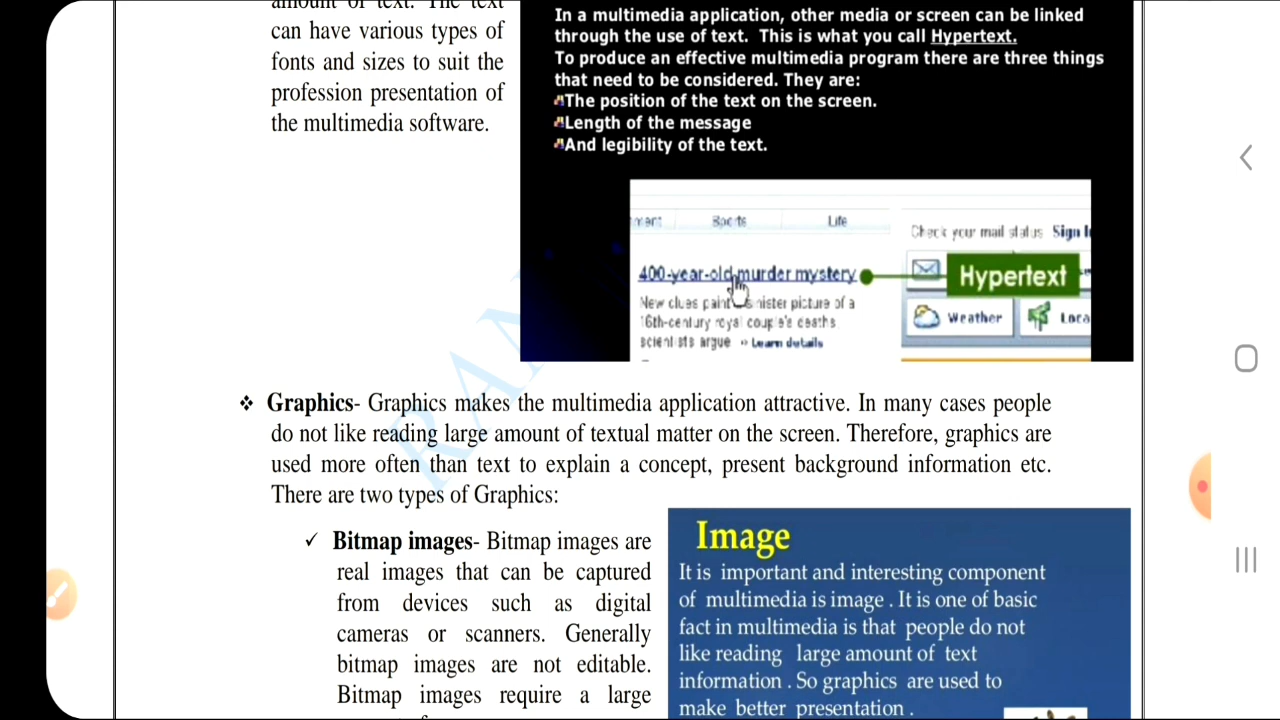 can have various types of
fonts and sizes to suit the
profession presentation of
the multimedia software.
In a multimedia application, other media or screen can be linked
through the use of text. This is what you call Hypertext.
To produce an effective multimedia program there are three things
that need to be considered. They are:
The position of the text on the screen.
Length of the message
And legibility of the text.
Sports Life
Check your mail status Sign
400-year-old murder mystery
Hypertext
New clues paint sinister picture of a
16th-century royal couple's deaths
scientists argue » Learn details
Weather
❖ Graphics- Graphics makes the multimedia application attractive. In many cases people
do not like reading large amount of textual matter on the screen. Therefore, graphics are
used more often than text to explain a concept, present background information etc.
There are two types of Graphics:
✓ Bitmap images- Bitmap images are
real images that can be captured
from devices such as digital
cameras or scanners. Generally
bitmap images are not editable.
Bitmap images require a large
Image
It is important and interesting component
of multimedia is image . It is one of basic
fact in multimedia is that people do not
like reading large amount of text
information . So graphics are used to
make better presentation .